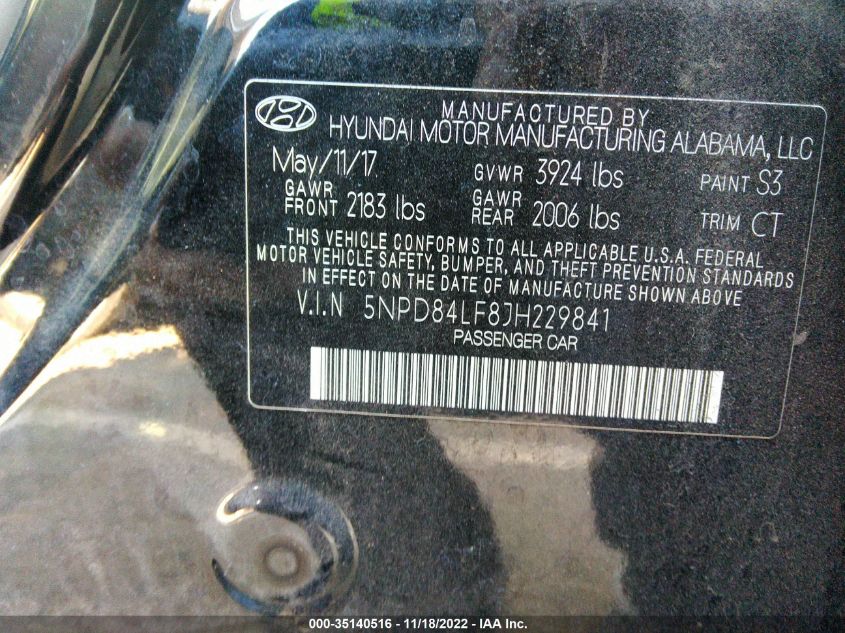 MANUFACTURED BY
HYUNDAI MOTOR MANUFACTURING ALABAMA, LLC
May/11/17 GVWR 3924 lbs PAINT S3
GAWR FRONT 2183 lbs GAWR REAR 2006 lbs TRIM CT
THIS VEHICLE CONFORMS TO ALL APPLICABLE U.S.A. FEDERAL
MOTOR VEHICLE SAFETY, BUMPER, AND THEFT PREVENTION STANDARDS
IN EFFECT ON THE DATE OF MANUFACTURE SHOWN ABOVE
V.I.N 5NPD84LF8JH229841
PASSENGER CAR
000-35140516 - 11/18/2022 - IAA Inc.